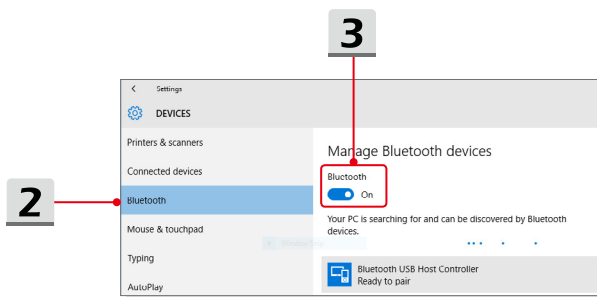 3
Settings
DEVICES
Printers & scanners
Connected devices
2
Bluetooth
Mouse & touchpad
Typing
AutoPlay
Manage Bluetooth devices
Bluetooth
On
Your PC is searching for and can be discovered by Bluetooth
devices.
Bluetooth USB Host Controller
Ready to pair